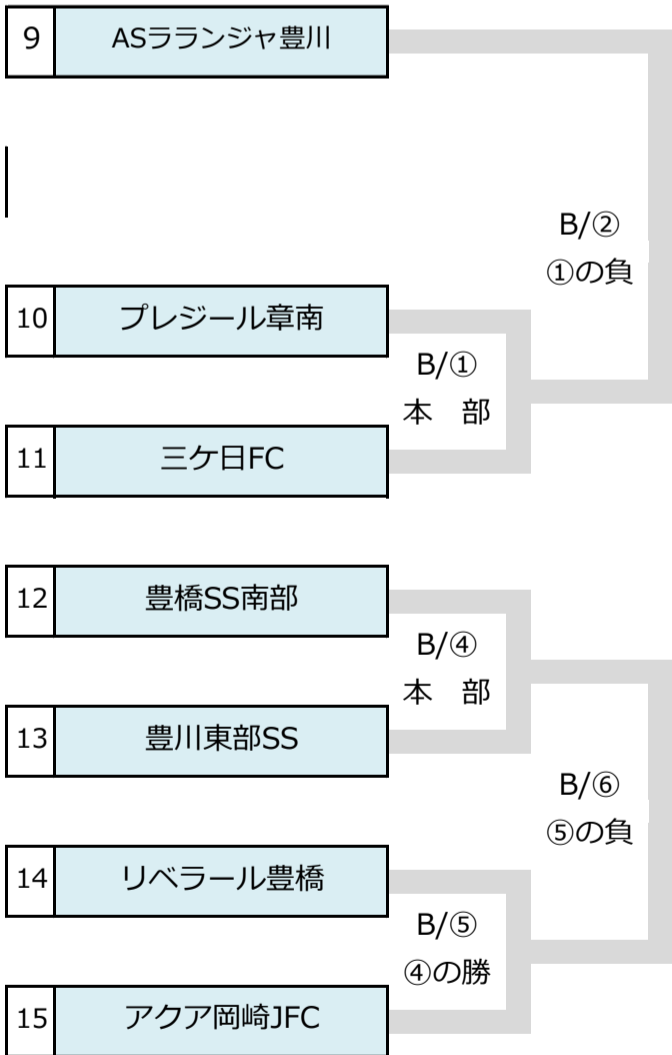 9 ASラランジャ豊川
B/②
①の負
10 プレジール章南
B/①
本 部
11 三ケ日FC
12 豊橋SS南部
B/④
本 部
13 豊川東部SS
B/⑥
⑤の負
14 リベラール豊橋
B/⑤
④の勝
15 アクア岡崎JFC